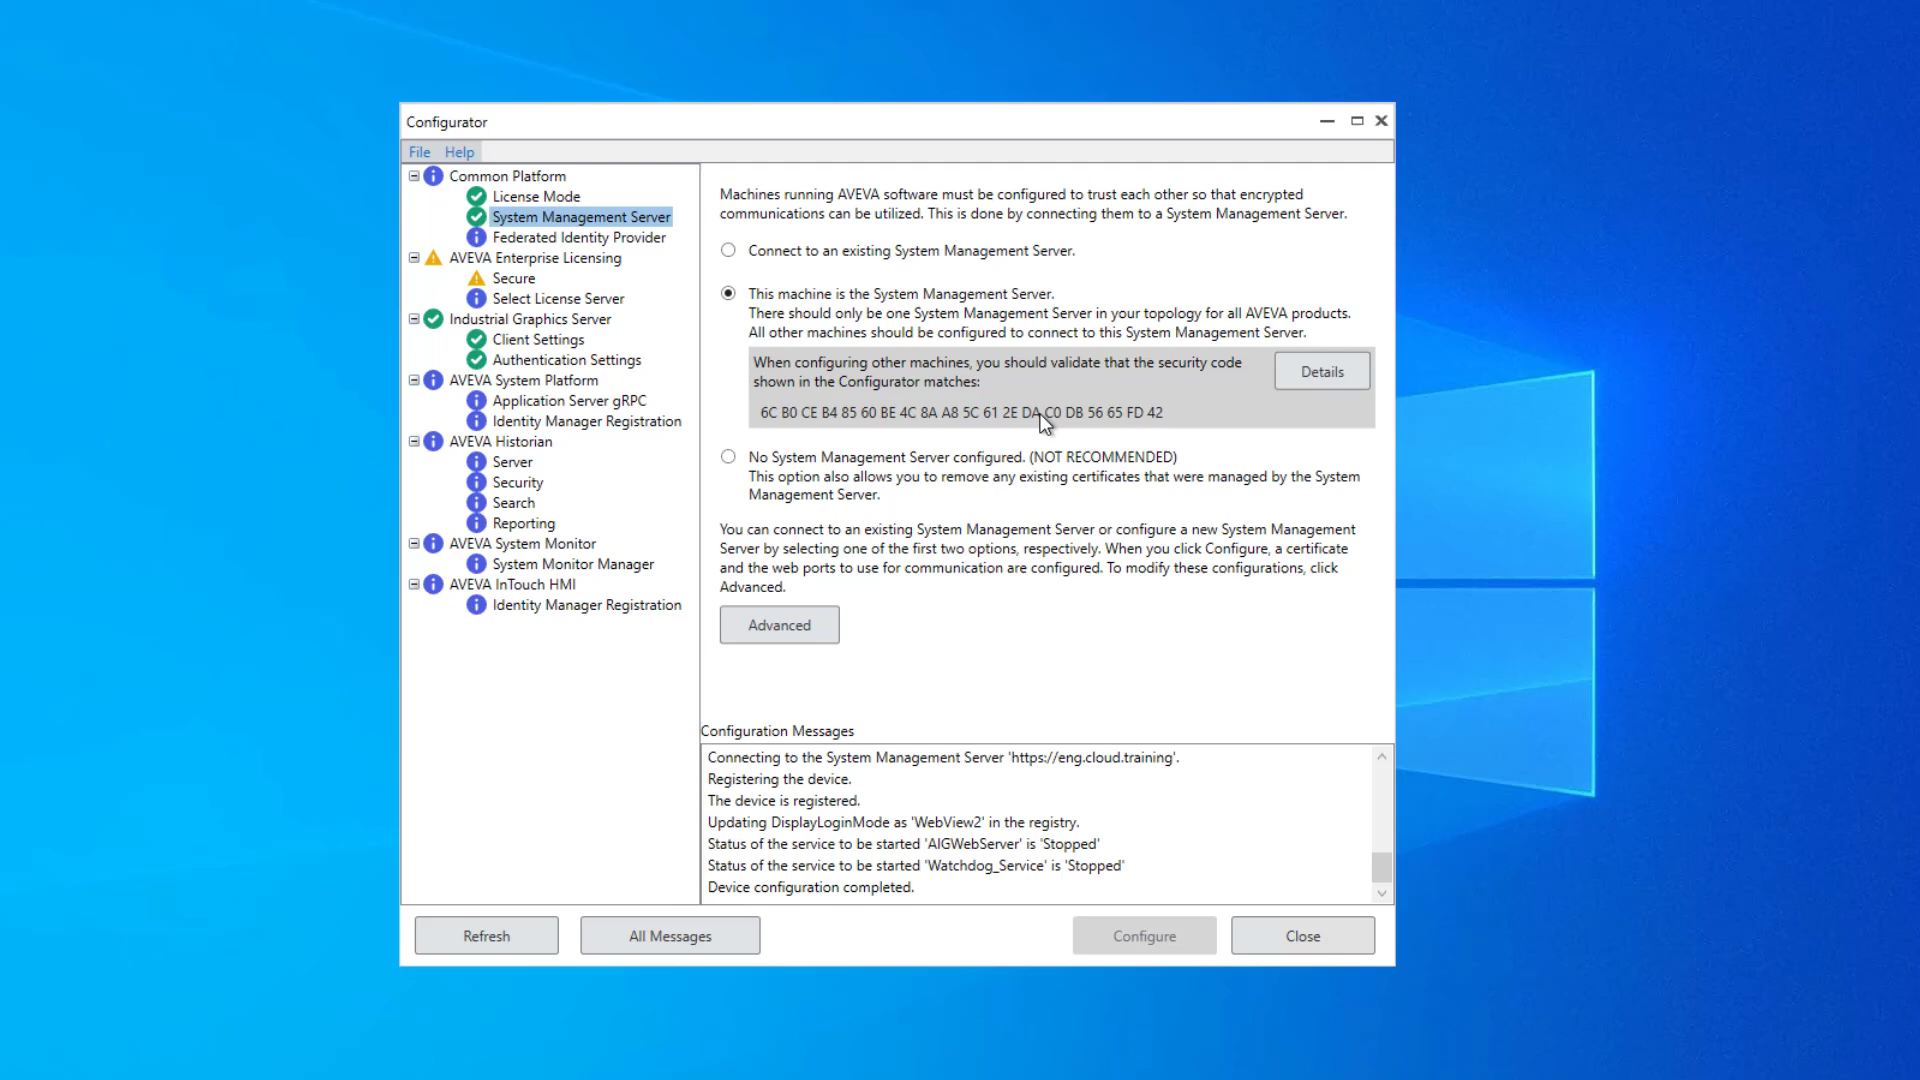 Configurator
File Help
Common Platform
License Mode
System Management Server
Federated Identity Provider
AVEVA Enterprise Licensing
Secure
Select License Server
Industrial Graphics Server
Client Settings
Authentication Settings
AVEVA System Platform
Application Server gRPC
Identity Manager Registration
AVEVA Historian
Server
Security
Search
Reporting
AVEVA System Monitor
System Monitor Manager
AVEVA InTouch HMI
Identity Manager Registration
Machines running AVEVA software must be configured to trust each other so that encrypted
communications can be utilized. This is done by connecting them to a System Management Server.
Connect to an existing System Management Server.
This machine is the System Management Server.
There should only be one System Management Server in your topology for all AVEVA products.
All other machines should be configured to connect to this System Management Server.
When configuring other machines, you should validate that the security code
shown in the Configurator matches:
Details
6C B0 CE B4 85 60 BE 4C 8A A8 5C 61 2E DA C0 DB 56 65 FD 42
No System Management Server configured. (NOT RECOMMENDED)
This option also allows you to remove any existing certificates that were managed by the System
Management Server.
You can connect to an existing System Management Server or configure a new System Management
Server by selecting one of the first two options, respectively. When you click Configure, a certificate
and the web ports to use for communication are configured. To modify these configurations, click
Advanced.
Advanced
Configuration Messages
Connecting to the System Management Server 'https://eng.cloud.training'.
Registering the device.
The device is registered.
Updating DisplayLoginMode as 'WebView2' in the registry.
Status of the service to be started 'AIGWebServer' is 'Stopped'
Status of the service to be started 'Watchdog_Service' is 'Stopped'
Device configuration completed.
Refresh
All Messages
Configure
Close